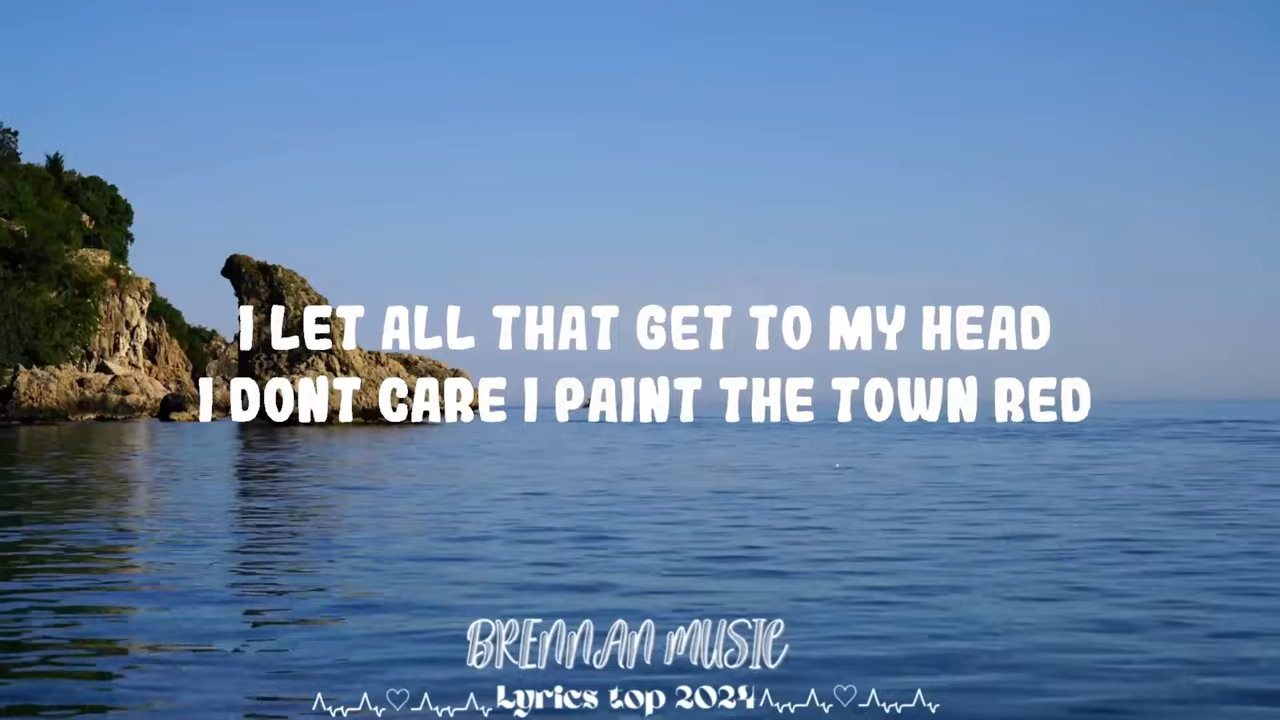 I LET ALL THAT GET TO MY HEAD
I DONT CARE I PAINT THE TOWN RED
BRENNAN MUSIC
Lyrics top 2024